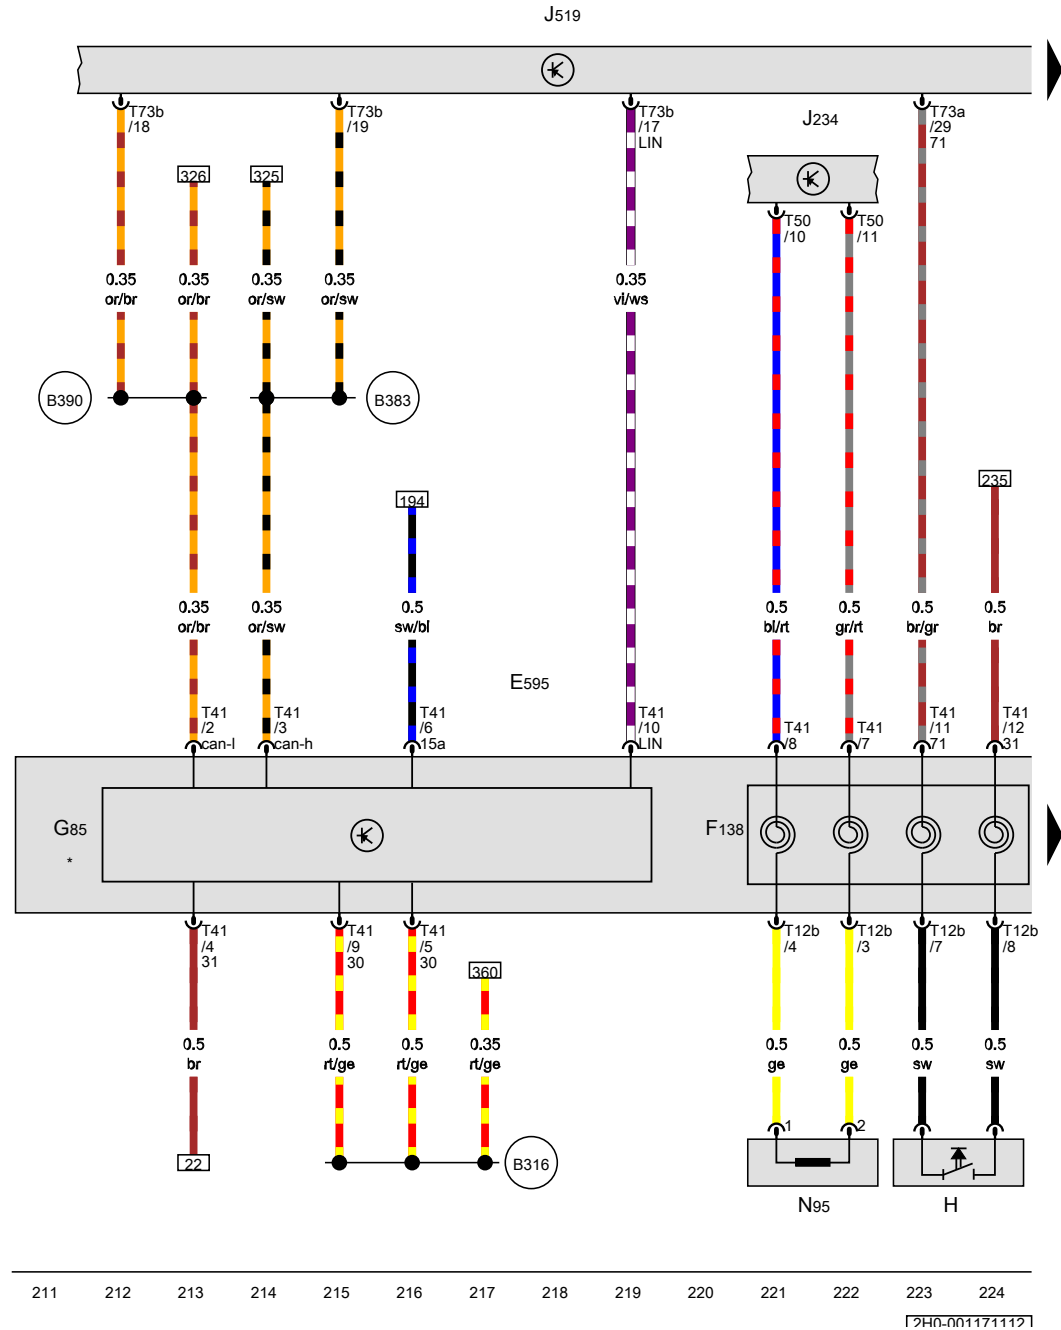 J519
T73b
/18
T73b
/19
T73b
/17
LIN
T73a
/29
71
J234
326
325
T50
/10
T50
/11
0.35
or/br
0.35
or/br
0.35
or/sw
0.35
or/sw
0.35
vi/ws
B390
B383
194
235
0.35
or/br
0.35
or/sw
0.5
sw/bl
0.5
bl/rt
0.5
gr/rt
0.5
br/gr
0.5
br
E595
T41
/2
can-l
T41
/3
can-h
T41
/6
15a
T41
/10
LIN
T41
/8
T41
/7
T41
/11
71
T41
/12
31
G85
*
F138
T41
/4
31
T41
/9
30
T41
/5
30
T12b
/4
T12b
/3
T12b
/7
T12b
/8
360
0.5
br
0.5
rt/ge
0.5
rt/ge
0.35
rt/ge
0.5
ge
0.5
ge
0.5
sw
0.5
sw
1
2
22
B316
N95
H
211 212 213 214 215 216 217 218 219 220 221 222 223 224
2H0-001171112